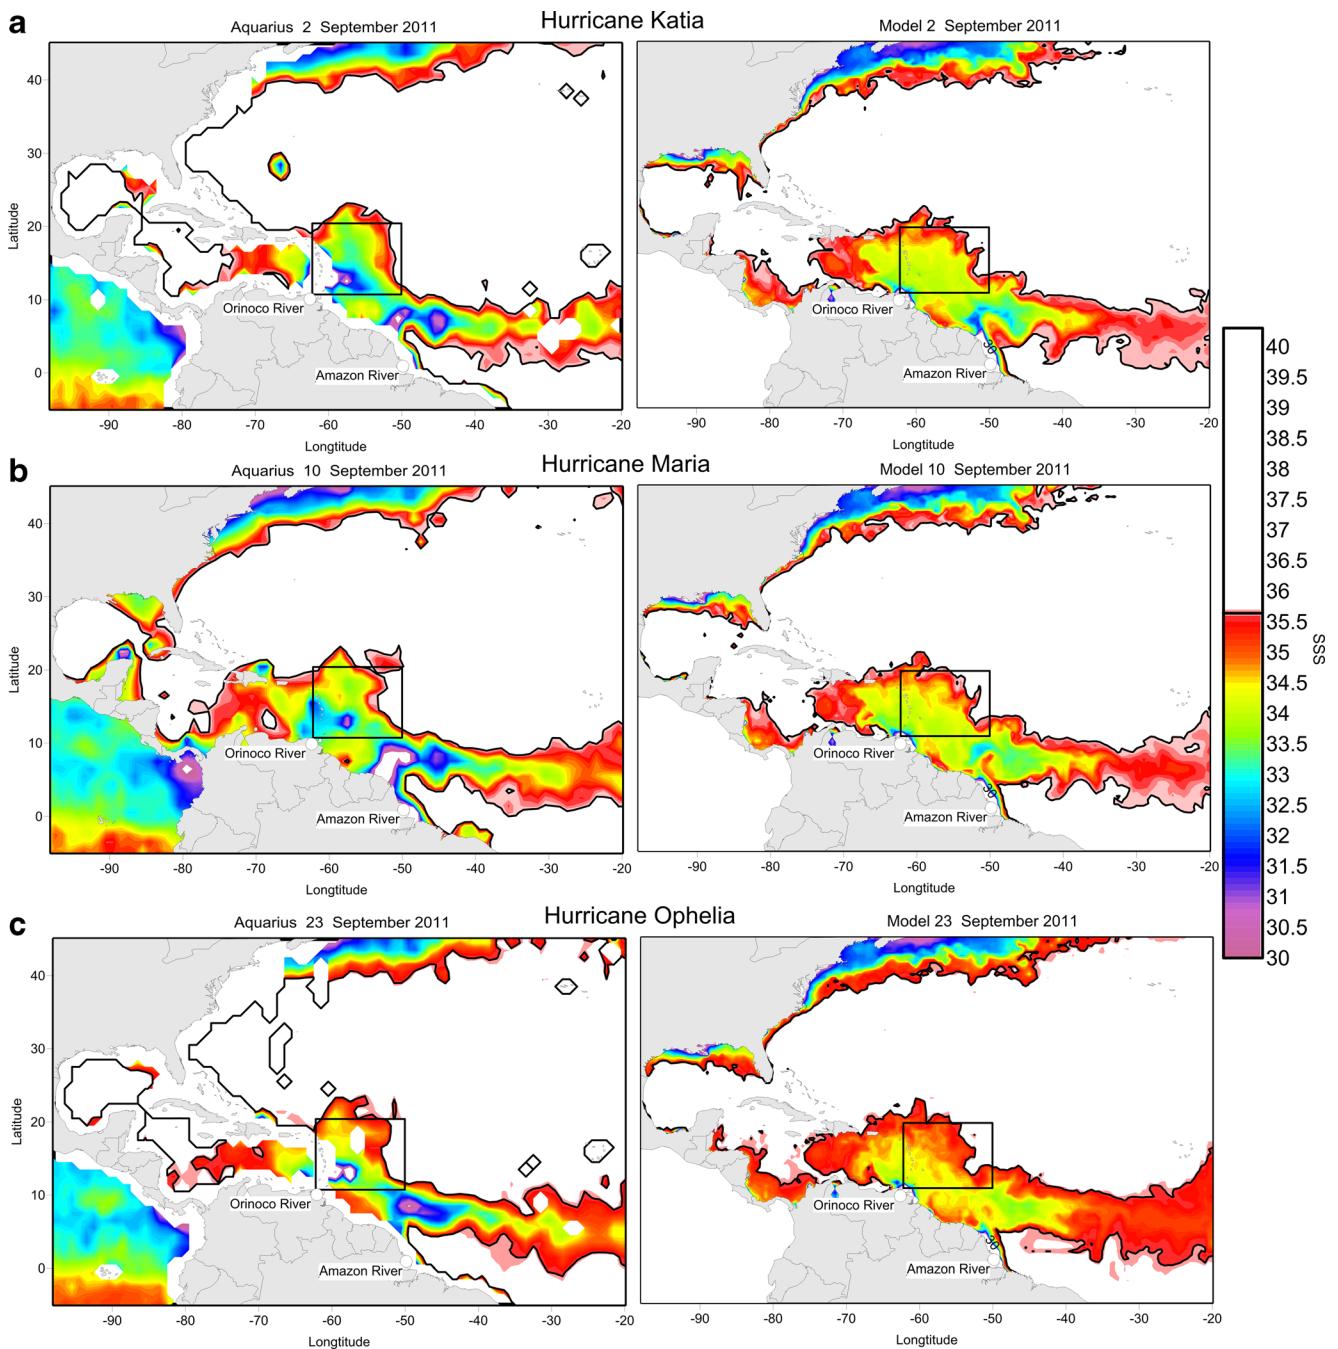 a
Hurricane Katia
Aquarius 2 September 2011
Model 2 September 2011
40
30
20
10
0
Latitude
Orinoco River
Amazon River
-90 -80 -70 -60 -50 -40 -30 -20
Longtitude
Orinoco River
30
Amazon River
-90 -80 -70 -60 -50 -40 -30 -20
b
Hurricane Maria
Aquarius 10 September 2011
Model 10 September 2011
40
30
20
10
0
Latitude
Orinoco River
Amazon River
-90 -80 -70 -60 -50 -40 -30 -20
Longtitude
Orinoco River
30
Amazon River
-90 -80 -70 -60 -50 -40 -30 -20
Longtitude
c
Hurricane Ophelia
Aquarius 23 September 2011
Model 23 September 2011
40
30
20
10
0
Latitude
Orinoco River
Amazon River
-90 -80 -70 -60 -50 -40 -30 -20
Longtitude
Orinoco River
30
Amazon River
-90 -80 -70 -60 -50 -40 -30 -20
Longtitude
40
39.5
39
38.5
38
37.5
37
36.5
36
35.5
35
34.5
34
33.5
33
32.5
32
31.5
31
30.5
30
SSS